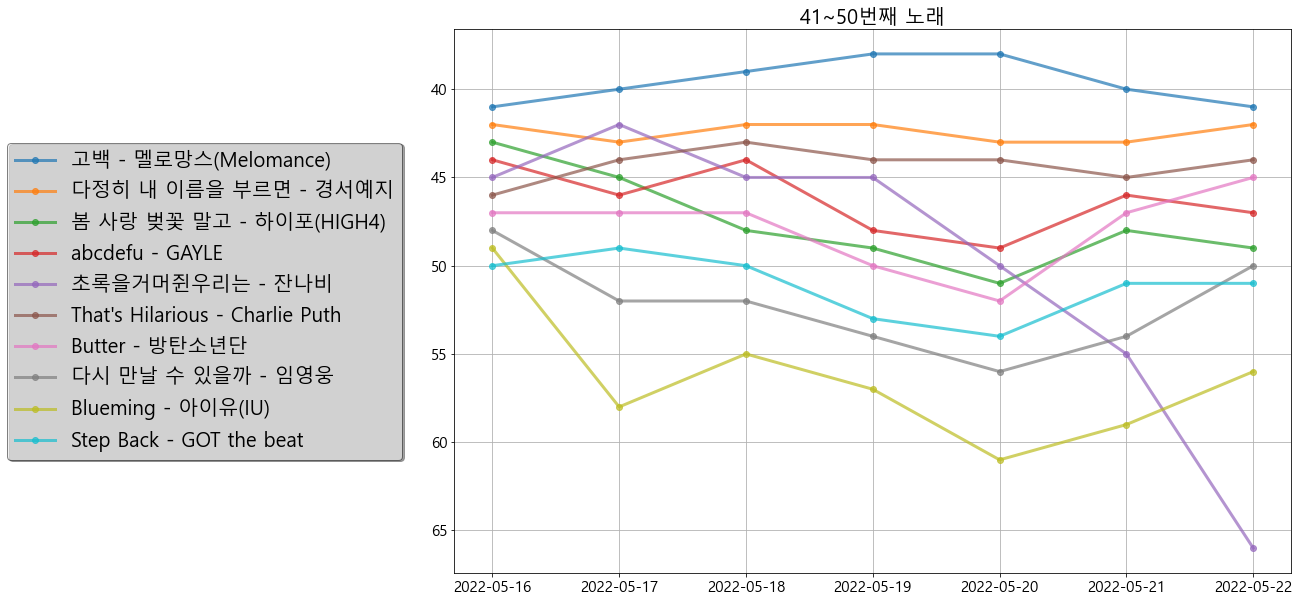 41~50번째 노래
고백 - 멜로망스(Melomance)
다정히 내 이름을 부르면 - 경서예지
봄 사랑 벚꽃 말고 - 하이포(HIGH4)
abcdefu - GAYLE
초록을거머쥔우리는 - 잔나비
That's Hilarious - Charlie Puth
Butter - 방탄소년단
다시 만날 수 있을까 - 임영웅
Blueming - 아이유(IU)
Step Back - GOT the beat
40
45
50
55
60
65
2022-05-16 2022-05-17 2022-05-18 2022-05-19 2022-05-20 2022-05-21 2022-05-22